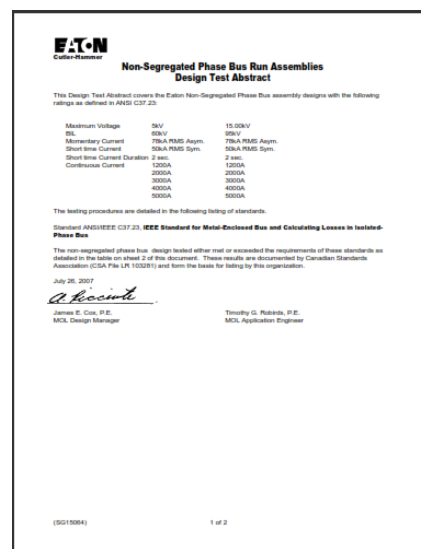 EATON
Cutler-Hammer
Non-Segregated Phase Bus Run Assemblies
Design Test Abstract
This Design Test Abstract covers the Eaton Non-Segregated Phase Bus assembly designs with the following
ratings as defined in ANSI C37.23:
Maximum Voltage 5kV 15.00kV
BIL 60kV 95kV
Momentary Current 78kA RMS Asym. 78kA RMS Asym.
Short time Current 50kA RMS Sym. 50kA RMS Sym.
Short time Current Duration 2 sec. 2 sec.
Continuous Current 1200A 1200A
2000A 2000A
3000A 3000A
4000A 4000A
5000A 5000A
The testing procedures are detailed in the following listing of standards.
Standard ANSI/IEEE C37.23, IEEE Standard for Metal-Enclosed Bus and Calculating Losses in Isolated-
Phase Bus
The non-segregated phase bus design tested either met or exceeded the requirements of these standards as
detailed in the table on sheet 2 of this document. These results are documented by Canadian Standards
Association (CSA File LR 103281) and form the basis for listing by this organization.
July 26, 2007
James E. Cox, P.E. Timothy G. Robirds, P.E.
MOL Design Manager MOL Application Engineer
(SG15064) 1 of 2